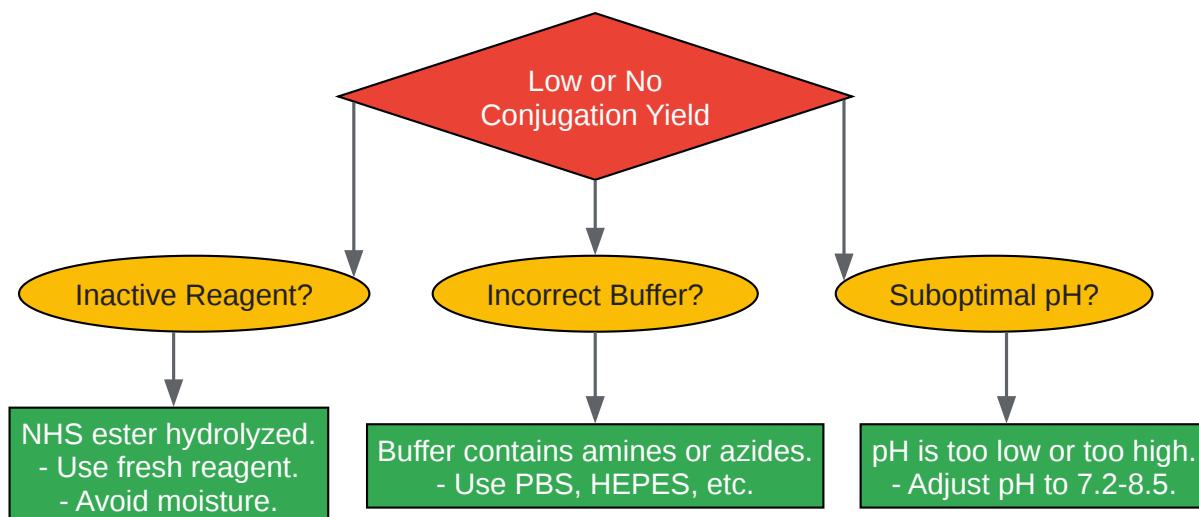 Low or No
Conjugation Yield
Inactive Reagent?
Incorrect Buffer?
Suboptimal pH?
NHS ester hydrolyzed.
- Use fresh reagent.
- Avoid moisture.
Buffer contains amines or azides.
- Use PBS, HEPES, etc.
pH is too low or too high.
- Adjust pH to 7.2-8.5.